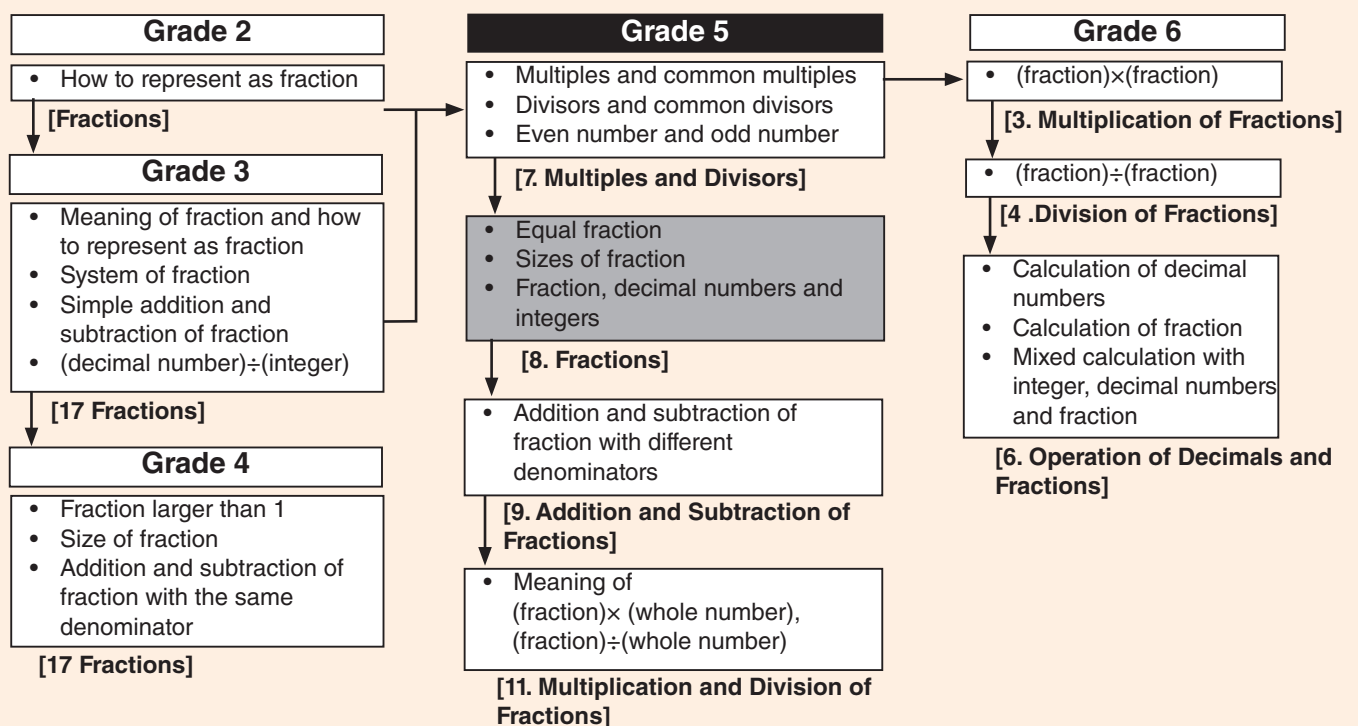 Grade 2
• How to represent as fraction
[Fractions]
Grade 3
• Meaning of fraction and how
to represent as fraction
• System of fraction
• Simple addition and
subtraction of fraction
• (decimal number)÷(integer)
[17 Fractions]
Grade 4
• Fraction larger than 1
• Size of fraction
• Addition and subtraction of
fraction with the same
denominator
[17 Fractions]
Grade 5
• Multiples and common multiples
• Divisors and common divisors
• Even number and odd number
[7. Multiples and Divisors]
• Equal fraction
• Sizes of fraction
• Fraction, decimal numbers and
integers
[8. Fractions]
• Addition and subtraction of
fraction with different
denominators
[9. Addition and Subtraction of
Fractions]
• Meaning of
(fraction)× (whole number),
(fraction)÷(whole number)
[11. Multiplication and Division of
Fractions]
Grade 6
• (fraction)×(fraction)
[3. Multiplication of Fractions]
• (fraction)÷(fraction)
[4 .Division of Fractions]
• Calculation of decimal
numbers
• Calculation of fraction
• Mixed calculation with
integer, decimal numbers
and fraction
[6. Operation of Decimals and
Fractions]